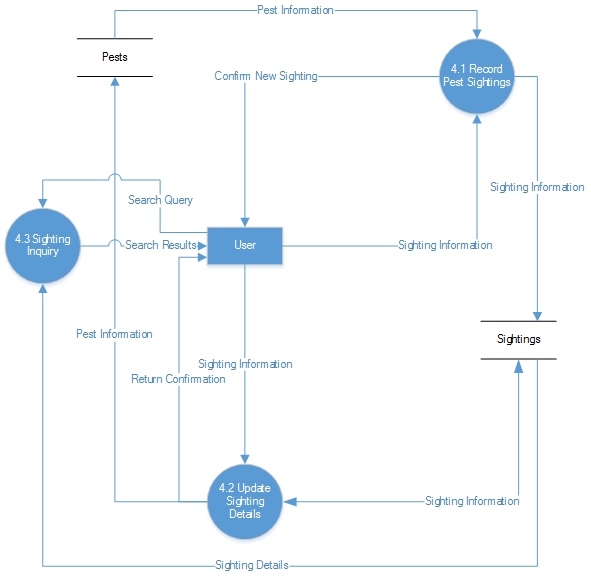 Pest Information
Pests
4.1 Record
Pest Sightings
Confirm New Sighting
Sighting Information
Search Query
4.3 Sighting
Inquiry
Search Results
User
Sighting Information
Pest Information
Sightings
Sighting Information
Return Confirmation
4.2 Update
Sighting
Details
Sighting Information
Sighting Details